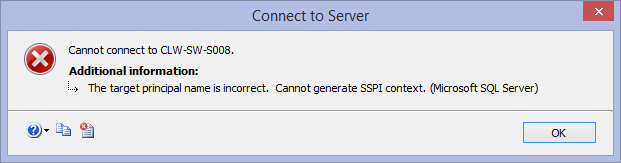 Connect to Server
Cannot connect to CLW-SW-S008.
Additional information:
The target principal name is incorrect. Cannot generate SSPI context. (Microsoft SQL Server)
OK